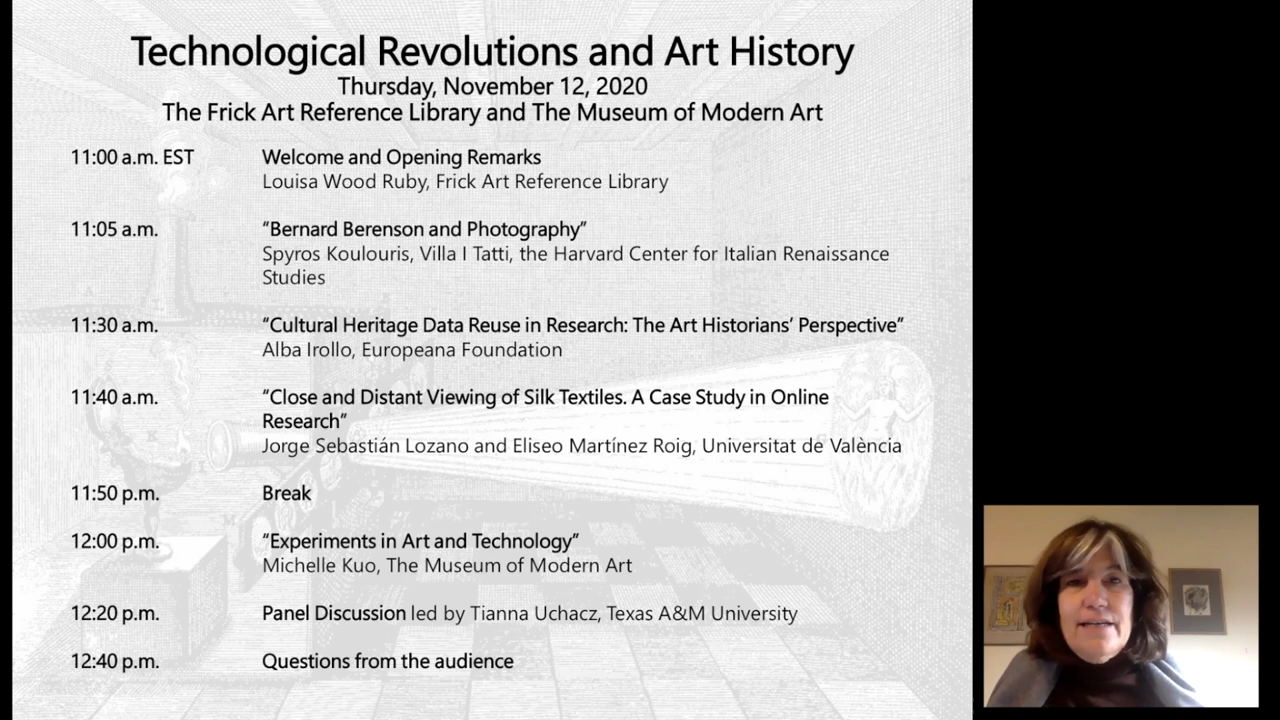 Technological Revolutions and Art History
Thursday, November 12, 2020
The Frick Art Reference Library and The Museum of Modern Art
11:00 a.m. EST Welcome and Opening Remarks
Louisa Wood Ruby, Frick Art Reference Library
11:05 a.m. “Bernard Berenson and Photography”
Spyros Koulouris, Villa I Tatti, the Harvard Center for Italian Renaissance
Studies
11:30 a.m. “Cultural Heritage Data Reuse in Research: The Art Historians’ Perspective”
Alba Irollo, Europeana Foundation
11:40 a.m. “Close and Distant Viewing of Silk Textiles. A Case Study in Online
Research”
Jorge Sebastián Lozano and Eliseo Martínez Roig, Universitat de València
11:50 p.m. Break
12:00 p.m. “Experiments in Art and Technology”
Michelle Kuo, The Museum of Modern Art
12:20 p.m. Panel Discussion led by Tianna Uchacz, Texas A&M University
12:40 p.m. Questions from the audience